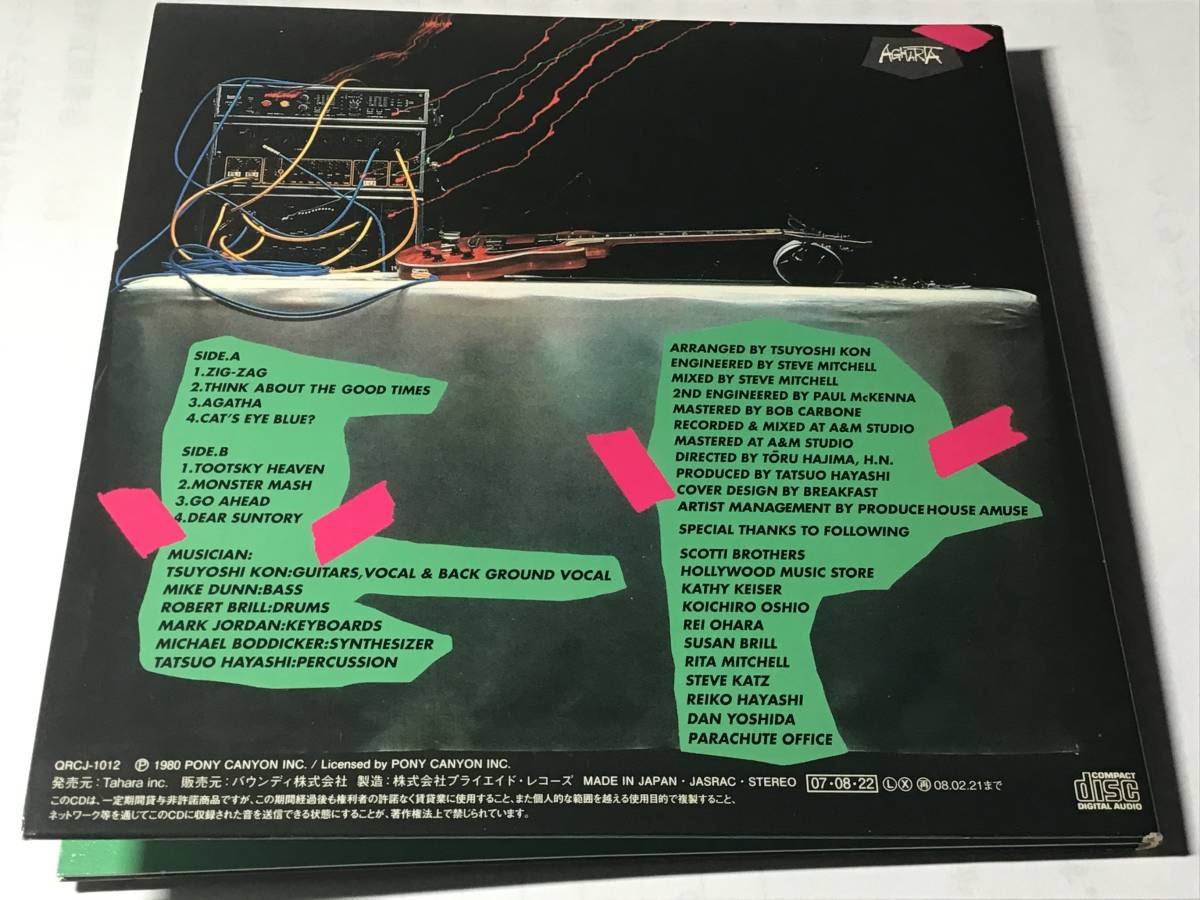 AGHARTA
SIDE.A
1.ZIG-ZAG
2.THINK ABOUT THE GOOD TIMES
3.AGATHA
4.CAT'S EYE BLUE?
SIDE.B
1.TOOTSKY HEAVEN
2.MONSTER MASH
3.GO AHEAD
4.DEAR SUNTORY
MUSICIAN:
TSUYOSHI KON:GUITARS,VOCAL & BACK GROUND VOCAL
MIKE DUNN:BASS
ROBERT BRILL:DRUMS
MARK JORDAN:KEYBOARDS
MICHAEL BODDICKER:SYNTHESIZER
TATSUO HAYASHI:PERCUSSION
ARRANGED BY TSUYOSHI KON
ENGINEERED BY STEVE MITCHELL
MIXED BY STEVE MITCHELL
2ND ENGINEERED BY PAUL McKENNA
MASTERED BY BOB CARBONE
RECORDED & MIXED AT A&M STUDIO
MASTERED AT A&M STUDIO
DIRECTED BY TŌRU HAJIMA, H.N.
PRODUCED BY TATSUO HAYASHI
COVER DESIGN BY BREAKFAST
ARTIST MANAGEMENT BY PRODUCE HOUSE AMUSE
SPECIAL THANKS TO FOLLOWING
SCOTTI BROTHERS
HOLLYWOOD MUSIC STORE
KATHY KEISER
KOICHIRO OSHIO
REI OHARA
SUSAN BRILL
RITA MITCHELL
STEVE KATZ
REIKO HAYASHI
DAN YOSHIDA
PARACHUTE OFFICE
QRCJ-1012 Ⓟ 1980 PONY CANYON INC. / Licensed by PONY CANYON INC.
発売元:Tahara inc. 販売元:バウンディ株式会社 製造:株式会社ブライエイド・レコーズ MADE IN JAPAN・JASRAC・STEREO 07・08・22 Ⓛ Ⓧ ㊢ 08.02.21まで
このCDは、一定期間貸与非許諾商品ですが、この期間経過後も権利者の許諾なく賃貸業に使用すること、また個人的な範囲を越える使用目的で複製すること、
ネットワーク等を通じてこのCDに収録された音を送信できる状態にすることが、著作権法上で禁じられています。
COMPACT
disc
DIGITAL AUDIO